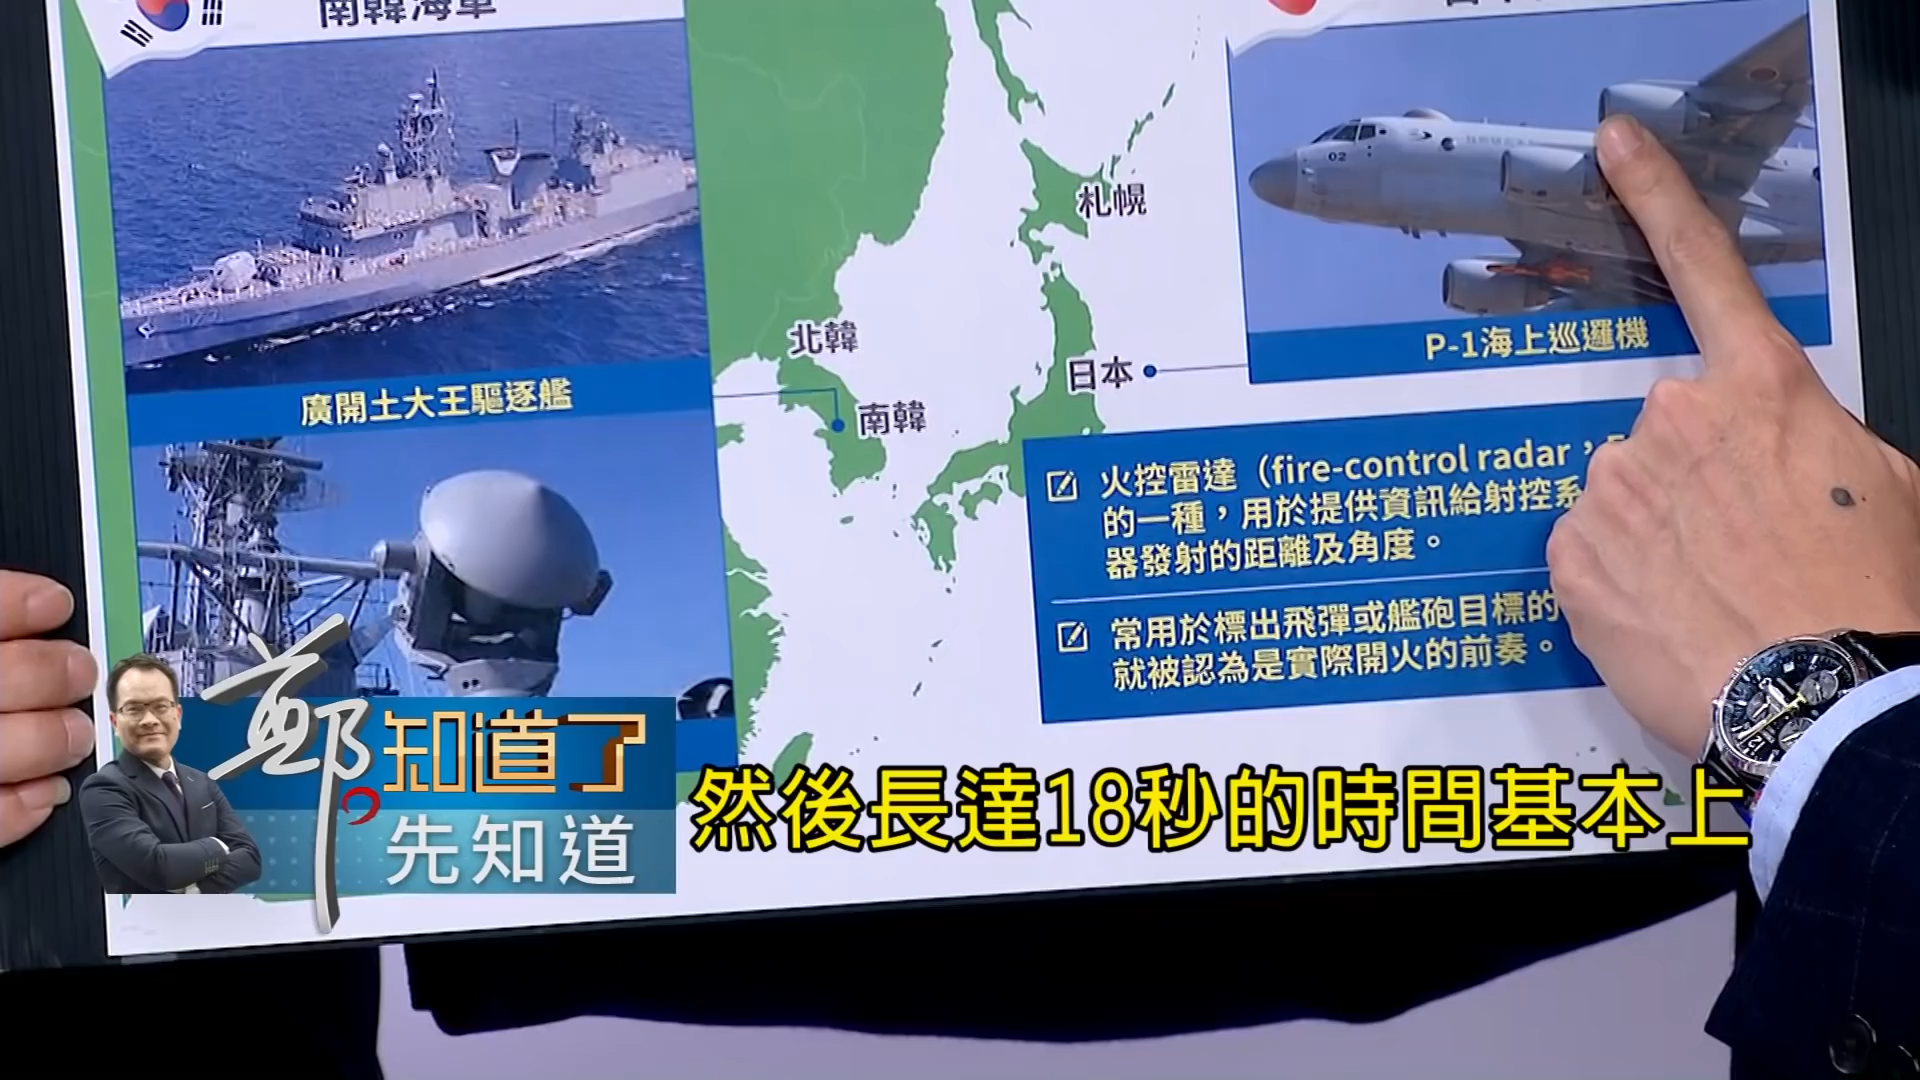 南韓海軍
02
P-1海上巡邏機
廣開土大王驅逐艦
札幌
北韓
日本
南韓
火控雷達（fire-control radar，
的一種，用於提供資訊給射控系
器發射的距離及角度。
常用於標出飛彈或艦砲目標的
就被認為是實際開火的前奏。
鄭知道了
先知道
然後長達18秒的時間基本上
12